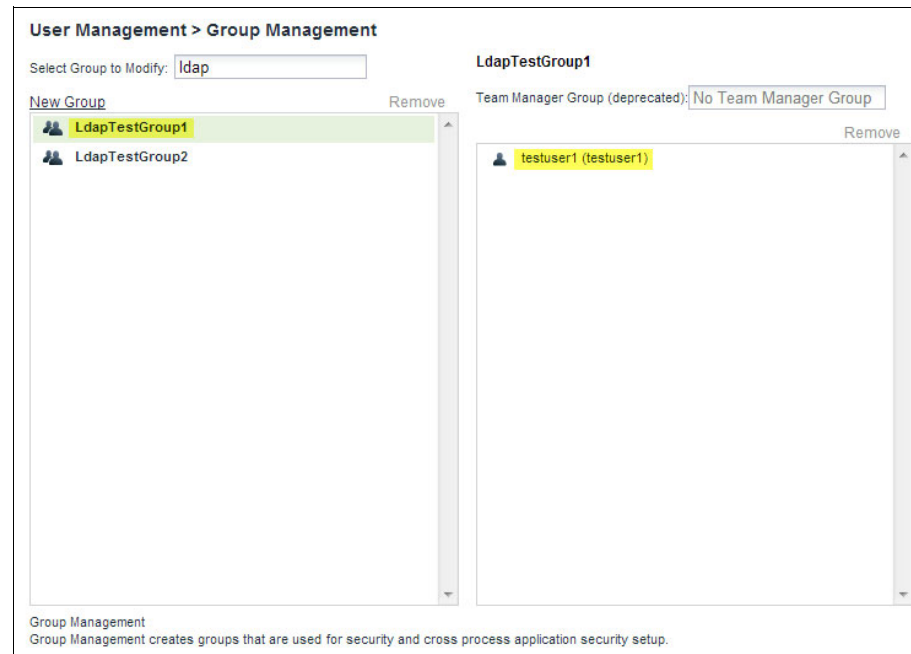 User Management > Group Management
Select Group to Modify: ldap
New Group Remove
LdapTestGroup1
LdapTestGroup2
LdapTestGroup1
Team Manager Group (deprecated): No Team Manager Group
Remove
testuser1 (testuser1)
Group Management
Group Management creates groups that are used for security and cross process application security setup.